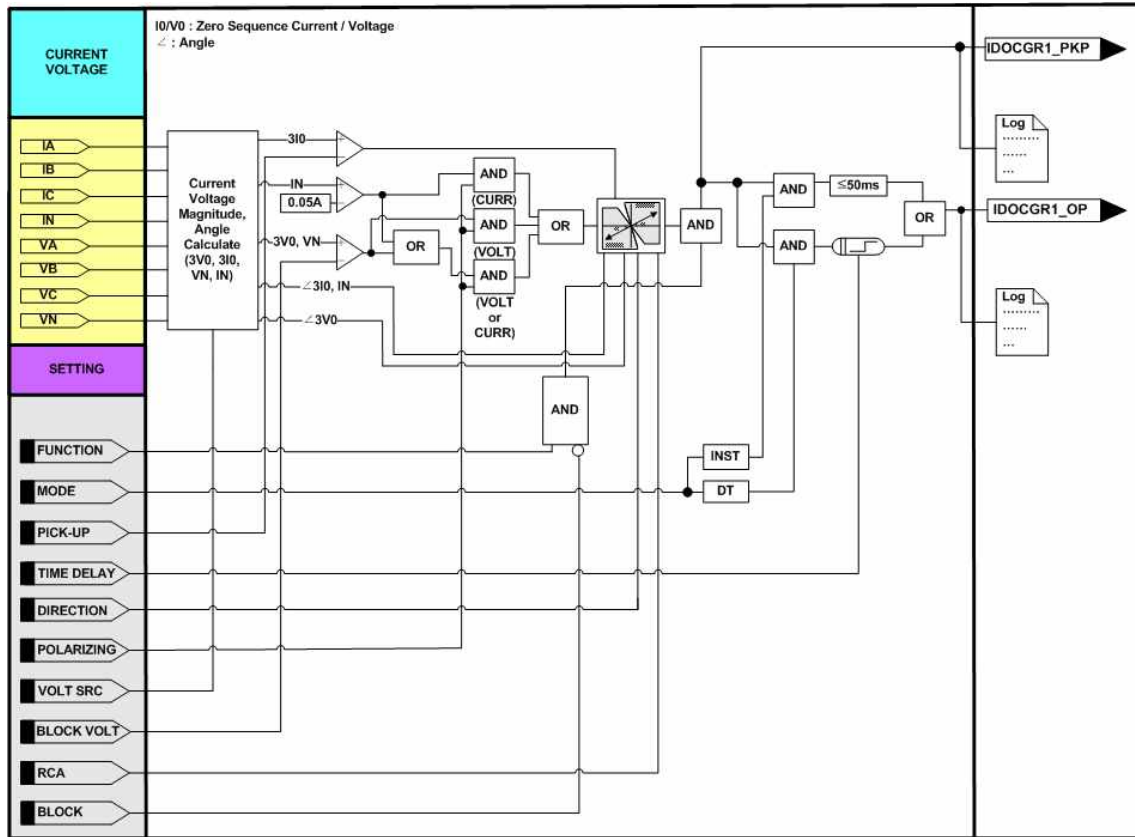 I0/V0 : Zero Sequence Current / Voltage
∠ : Angle
CURRENT
VOLTAGE
IA
IB
IC
IN
VA
VB
VC
VN
Current
Voltage
Magnitude,
Angle
Calculate
(3V0, 3I0,
VN, IN)
3I0
IN
0.05A
3V0, VN
∠3I0, IN
∠3V0
+
−
+
−
+
−
OR
AND
(CURR)
AND
(VOLT)
AND
(VOLT
or
CURR)
OR
AND
AND
AND
≤50ms
AND
OR
IDOCGR1_PKP
Log
.........
......
...
IDOCGR1_OP
Log
.........
......
...
SETTING
FUNCTION
MODE
PICK-UP
TIME DELAY
DIRECTION
POLARIZING
VOLT SRC
BLOCK VOLT
RCA
BLOCK
INST
DT